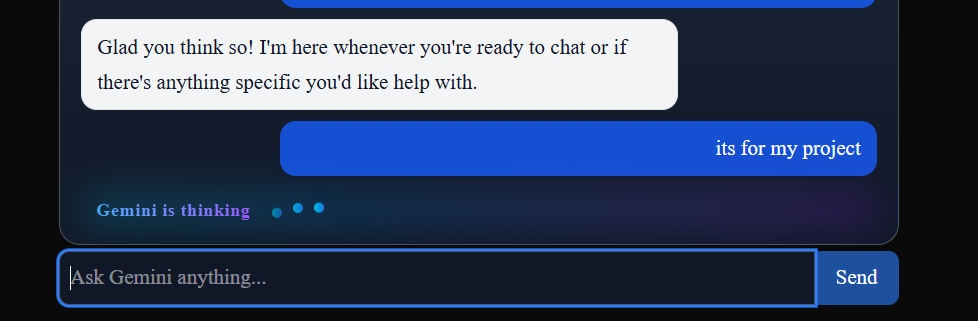 Glad you think so! I'm here whenever you're ready to chat or if
there's anything specific you'd like help with.
its for my project
Gemini is thinking
Ask Gemini anything...
Send